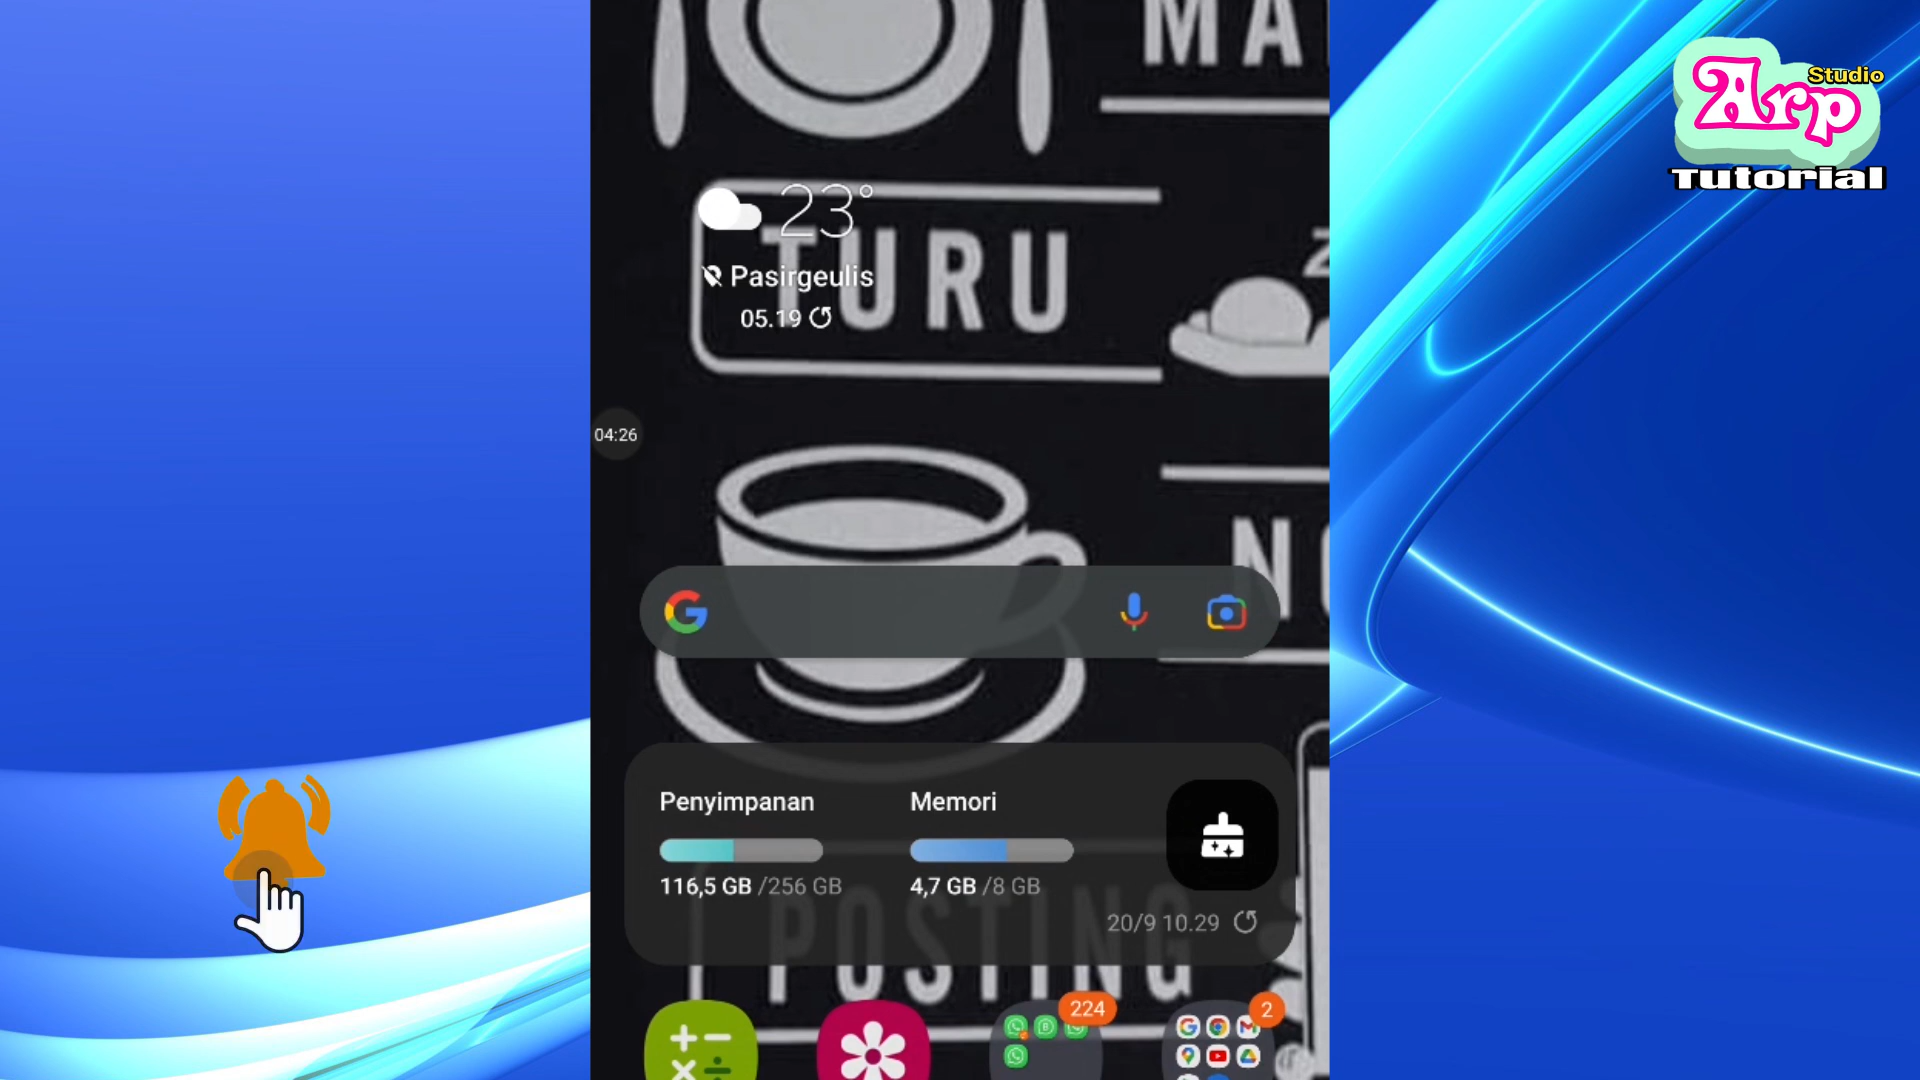 MA
Studio
Arp
Tutorial
23°
TURU
Pasirgeulis
05.19
04:26
Penyimpanan Memori
116,5 GB /256 GB 4,7 GB /8 GB
20/9 10.29
POSTING
224
2